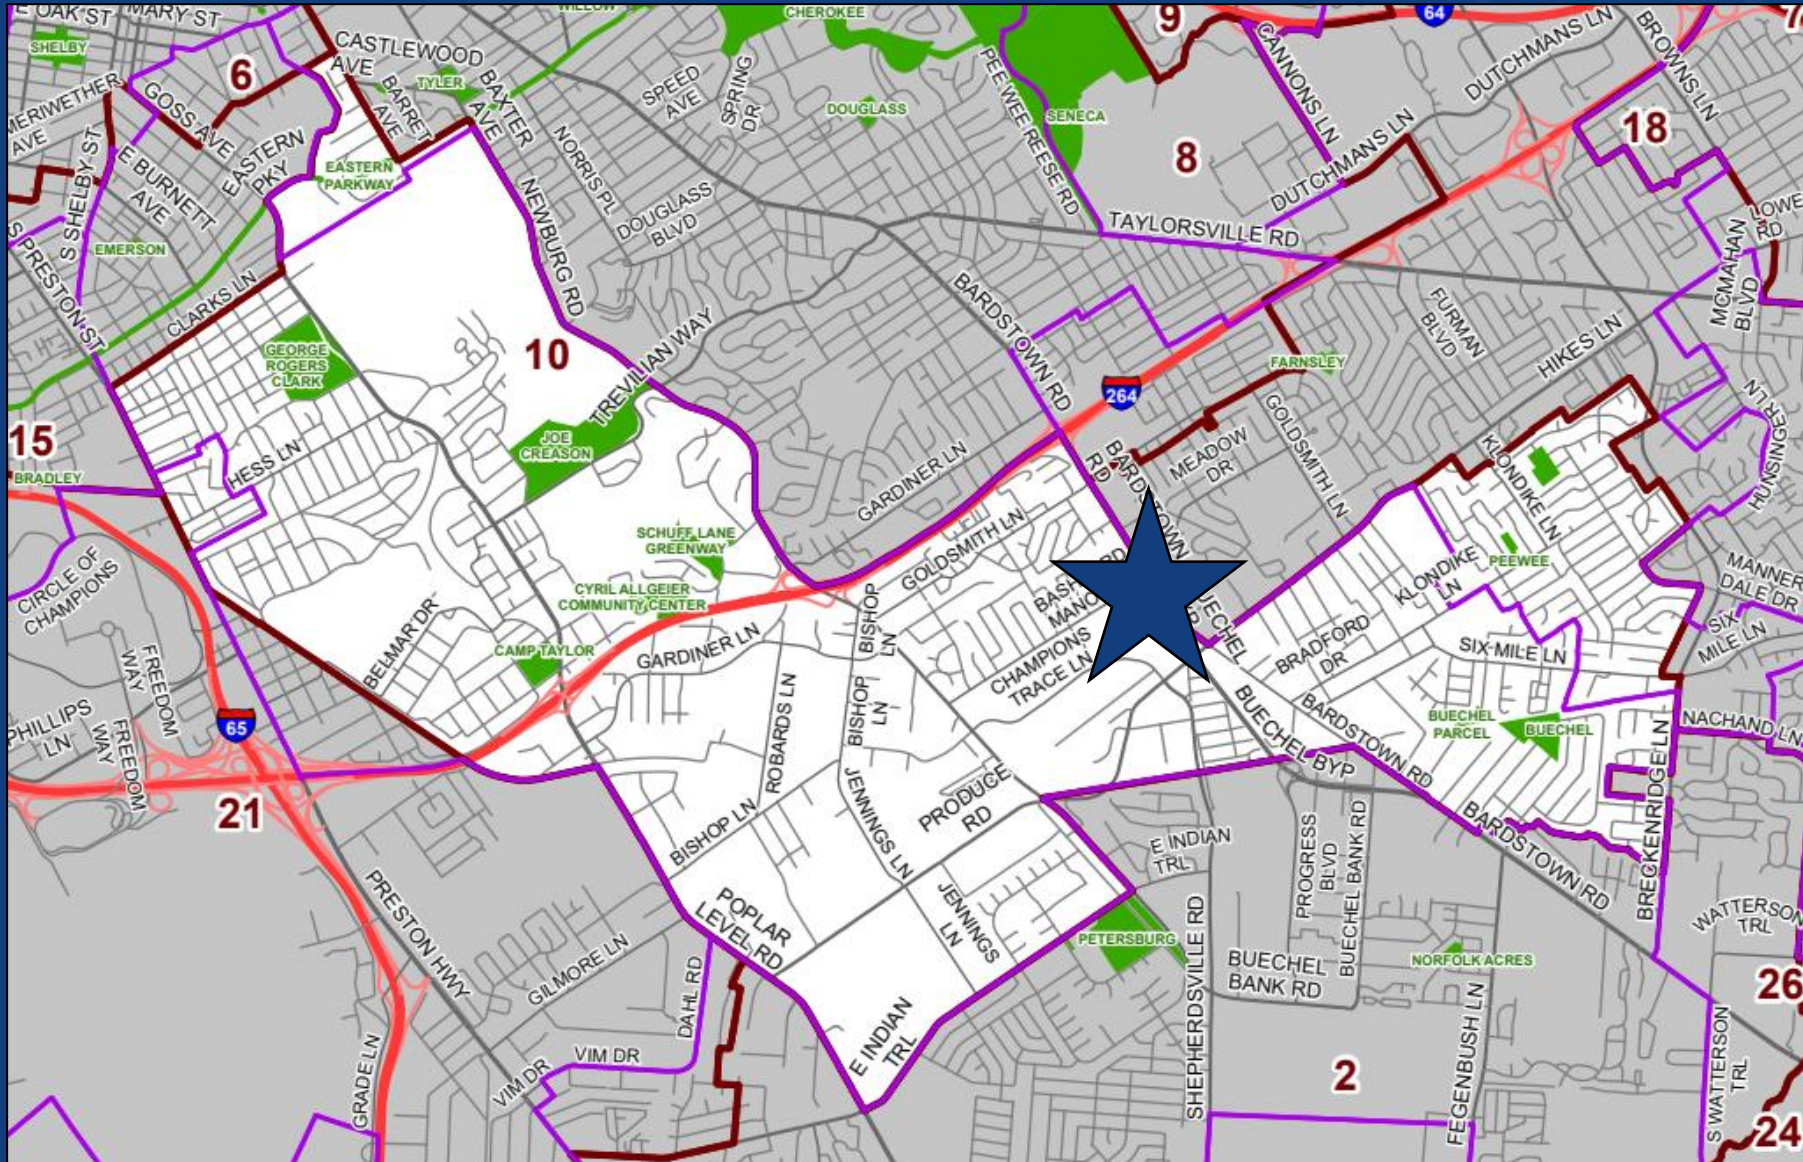 E OAK ST
MARY ST
WILLOW
CHEROKEE
9
64
DUTCHMANS LN
BROWNS LN
SHELBY
6
CASTLEWOOD
AVE
TYLER
BARRET
AVE
BAXTER
AVE
SPEED
AVE
SPRING
DR
DOUGLASS
PEE WEE REESE RD
SENECA
CANNONS LN
18
MERIWETHER
AVE
GOSS AVE
S SHELBY ST
E BURNETT
AVE
EASTERN
PKY
EASTERN
PARKWAY
NORRIS PL
8
DUTCHMANS LN
EMERSON
NEWBURG RD
DOUGLASS
BLVD
TAYLORSVILLE RD
LOWE
RD
MCMAHAN
BLVD
S PRESTON ST
CLARKS LN
BARDSTOWN RD
FURMAN
BLVD
HIKES LN
GEORGE
ROGERS
CLARK
10
TREVILIAN WAY
FARNSLEY
264
15
BRADLEY
HESS LN
JOE
CREASON
GARDINER LN
BARDSTOWN
RD
MEADOW
DR
GOLDSMITH LN
KLONDIKE LN
HUNSINGER
LN
SCHUFF LANE
GREENWAY
GOLDSMITH LN
CIRCLE OF
CHAMPIONS
CYRIL ALLGEIER
COMMUNITY CENTER
BISHOP
LN
KLONDIKE
LN
PEEWEE
MANNER
DALE DR
BELMAR DR
CAMP TAYLOR
GARDINER LN
CHAMPIONS
TRACE LN
BRADFORD
DR
SIX MILE LN
SIX
MILE LN
FREEDOM
WAY
PHILLIPS
LN
FREEDOM
WAY
65
ROBARDS LN
BISHOP
LN
BUECHEL BYP
BARDSTOWN RD
BUECHEL
PARCEL
BUECHEL
NACHAND LN
BRECKENRIDGE LN
21
BISHOP LN
JENNINGS LN
PRODUCE
RD
E INDIAN
TRL
PROGRESS
BLVD
BUECHEL BANK RD
BARDSTOWN RD
PRESTON HWY
POPLAR
LEVEL RD
JENNINGS
LN
PETERSBURG
SHEPHERDSVILLE RD
WATTERSON
TRL
GILMORE LN
DAHL RD
BUECHEL
BANK RD
NORFOLK ACRES
26
GRADE LN
VIM DR
VIM DR
E INDIAN
TRL
2
FEGENBUSH LN
S WATTERSON
TRL
24